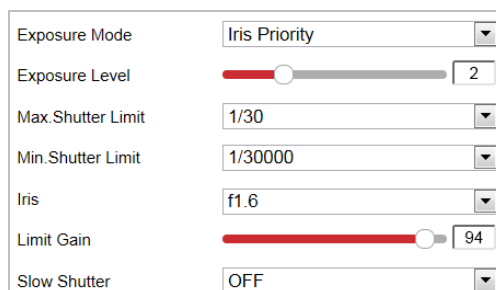 Exposure Mode Iris Priority
Exposure Level 2
Max.Shutter Limit 1/30
Min.Shutter Limit 1/30000
Iris f1.6
Limit Gain 94
Slow Shutter OFF